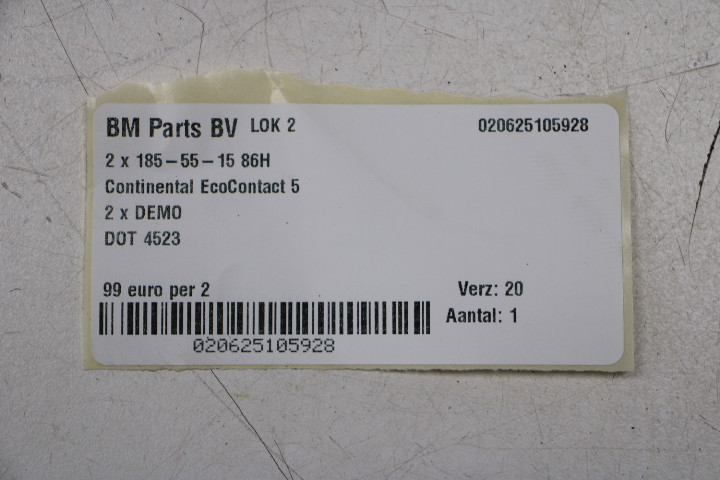 BM Parts BV LOK 2 020625105928
2 x 185-55-15 86H
Continental EcoContact 5
2 x DEMO
DOT 4523
99 euro per 2 Verz: 20
Aantal: 1
020625105928